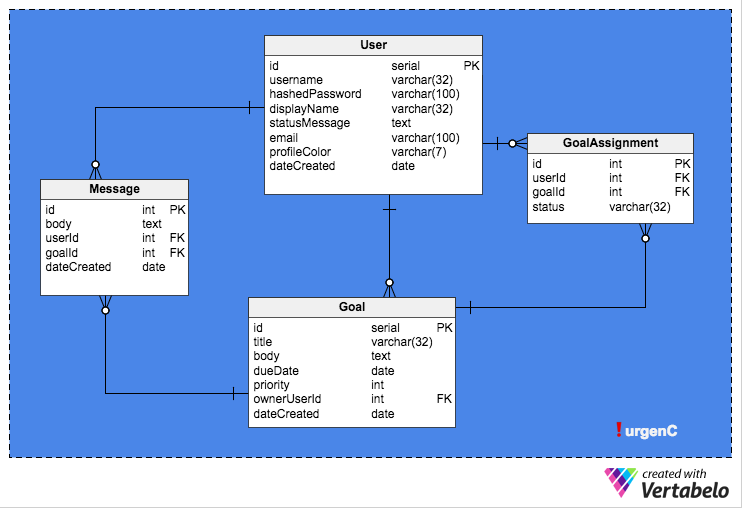 User
id serial PK
username varchar(32)
hashedPassword varchar(100)
displayName varchar(32)
statusMessage text
email varchar(100)
profileColor varchar(7)
dateCreated date
GoalAssignment
id int PK
userId int FK
goalId int FK
status varchar(32)
Message
id int PK
body text
userId int FK
goalId int FK
dateCreated date
Goal
id serial PK
title varchar(32)
body text
dueDate date
priority int
ownerUserId int FK
dateCreated date
! urgenC
created with
Vertabelo